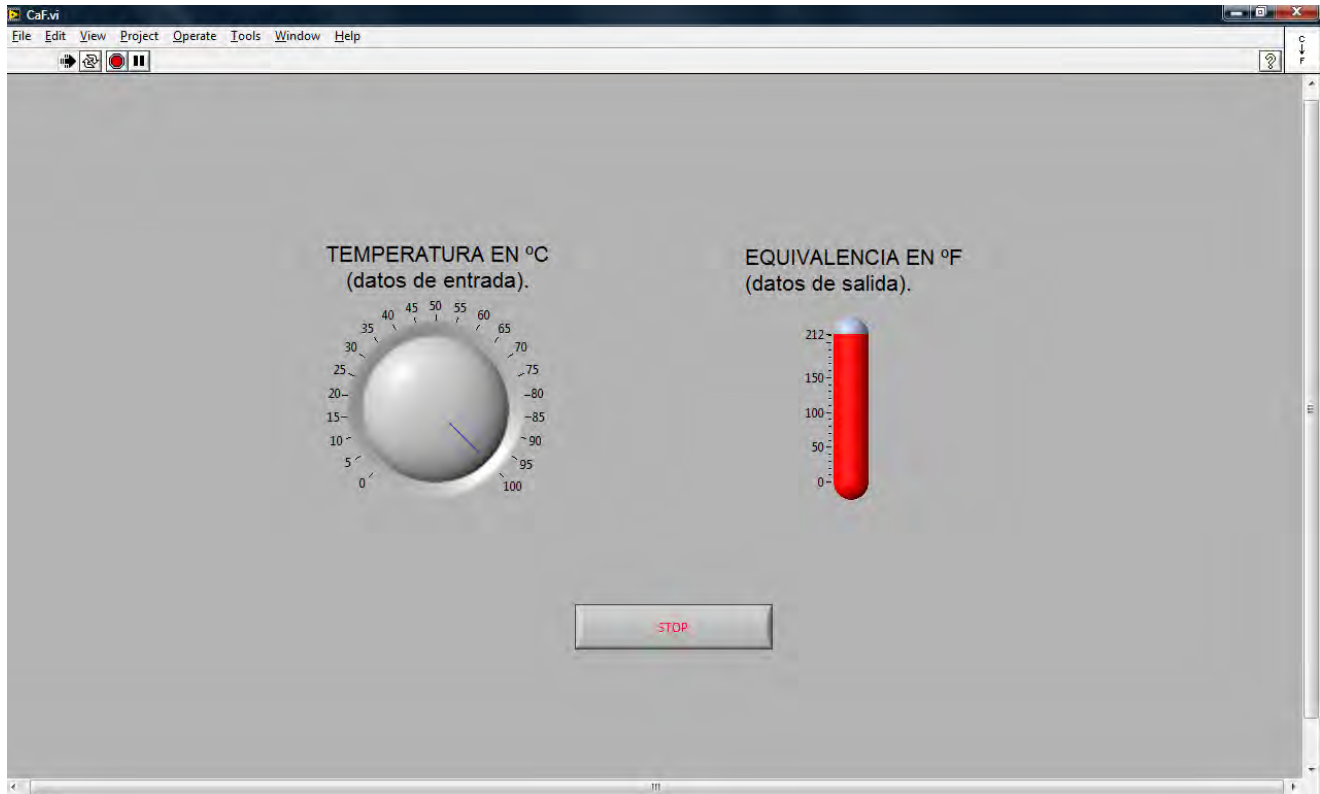 CaF.vi
File Edit View Project Operate Tools Window Help
?
C
F
TEMPERATURA EN ºC
(datos de entrada).
0 5 10 15 20 25 30 35 40 45 50 55 60 65 70 75 80 85 90 95 100
EQUIVALENCIA EN ºF
(datos de salida).
212
150
100
50
0
STOP